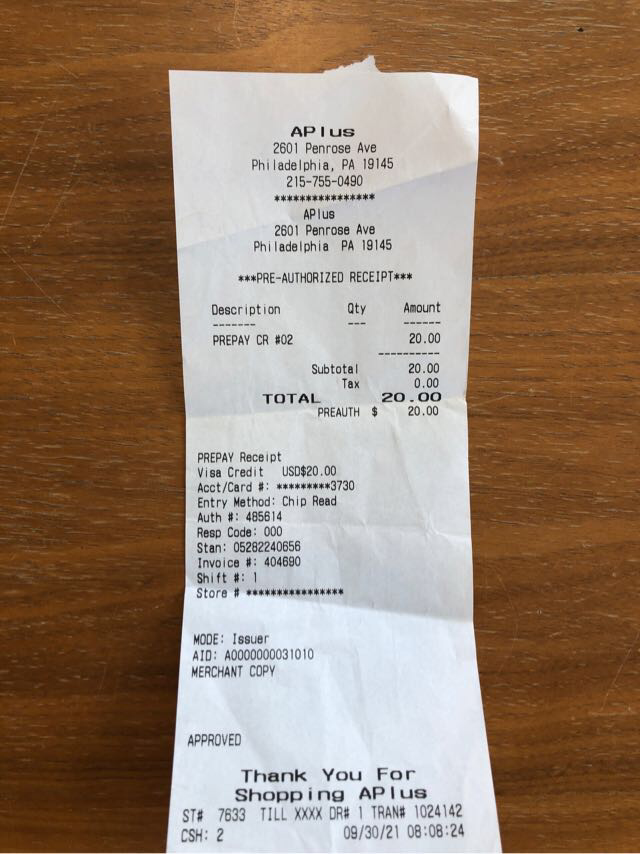 APlus
2601 Penrose Ave
Philadelphia, PA 19145
215-755-0490
****************
APlus
2601 Penrose Ave
Philadelphia PA 19145
***PRE-AUTHORIZED RECEIPT***
Description Qty Amount
------- --- ------
PREPAY CR #02 20.00
----------
Subtotal 20.00
Tax 0.00
TOTAL 20.00
PREAUTH $ 20.00
PREPAY Receipt
Visa Credit USD$20.00
Acct/Card #: *********3730
Entry Method: Chip Read
Auth #: 485614
Resp Code: 000
Stan: 05282240656
Invoice #: 404690
Shift #: 1
Store # ****************
MODE: Issuer
AID: A0000000031010
MERCHANT COPY
APPROVED
Thank You For
Shopping APlus
ST# 7633 TILL XXXX DR# 1 TRAN# 1024142
CSH: 2 09/30/21 08:08:24